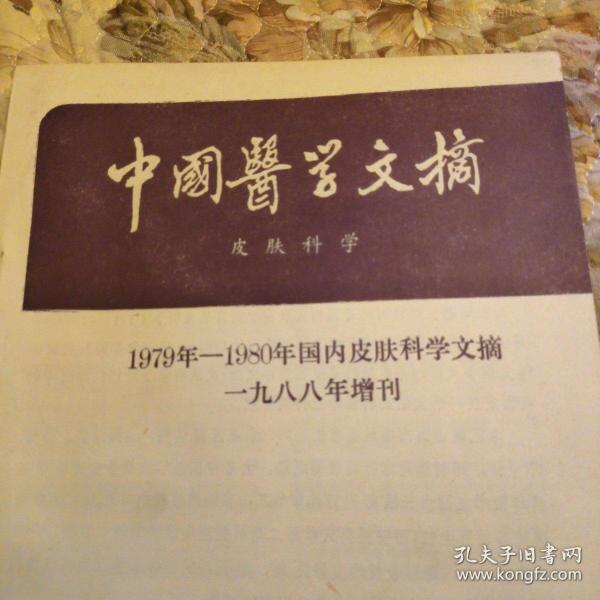 中國醫学文摘
皮肤科学
1979年—1980年国内皮肤科学文摘
一九八八年增刊
孔夫子旧书网
www.kongfz.com